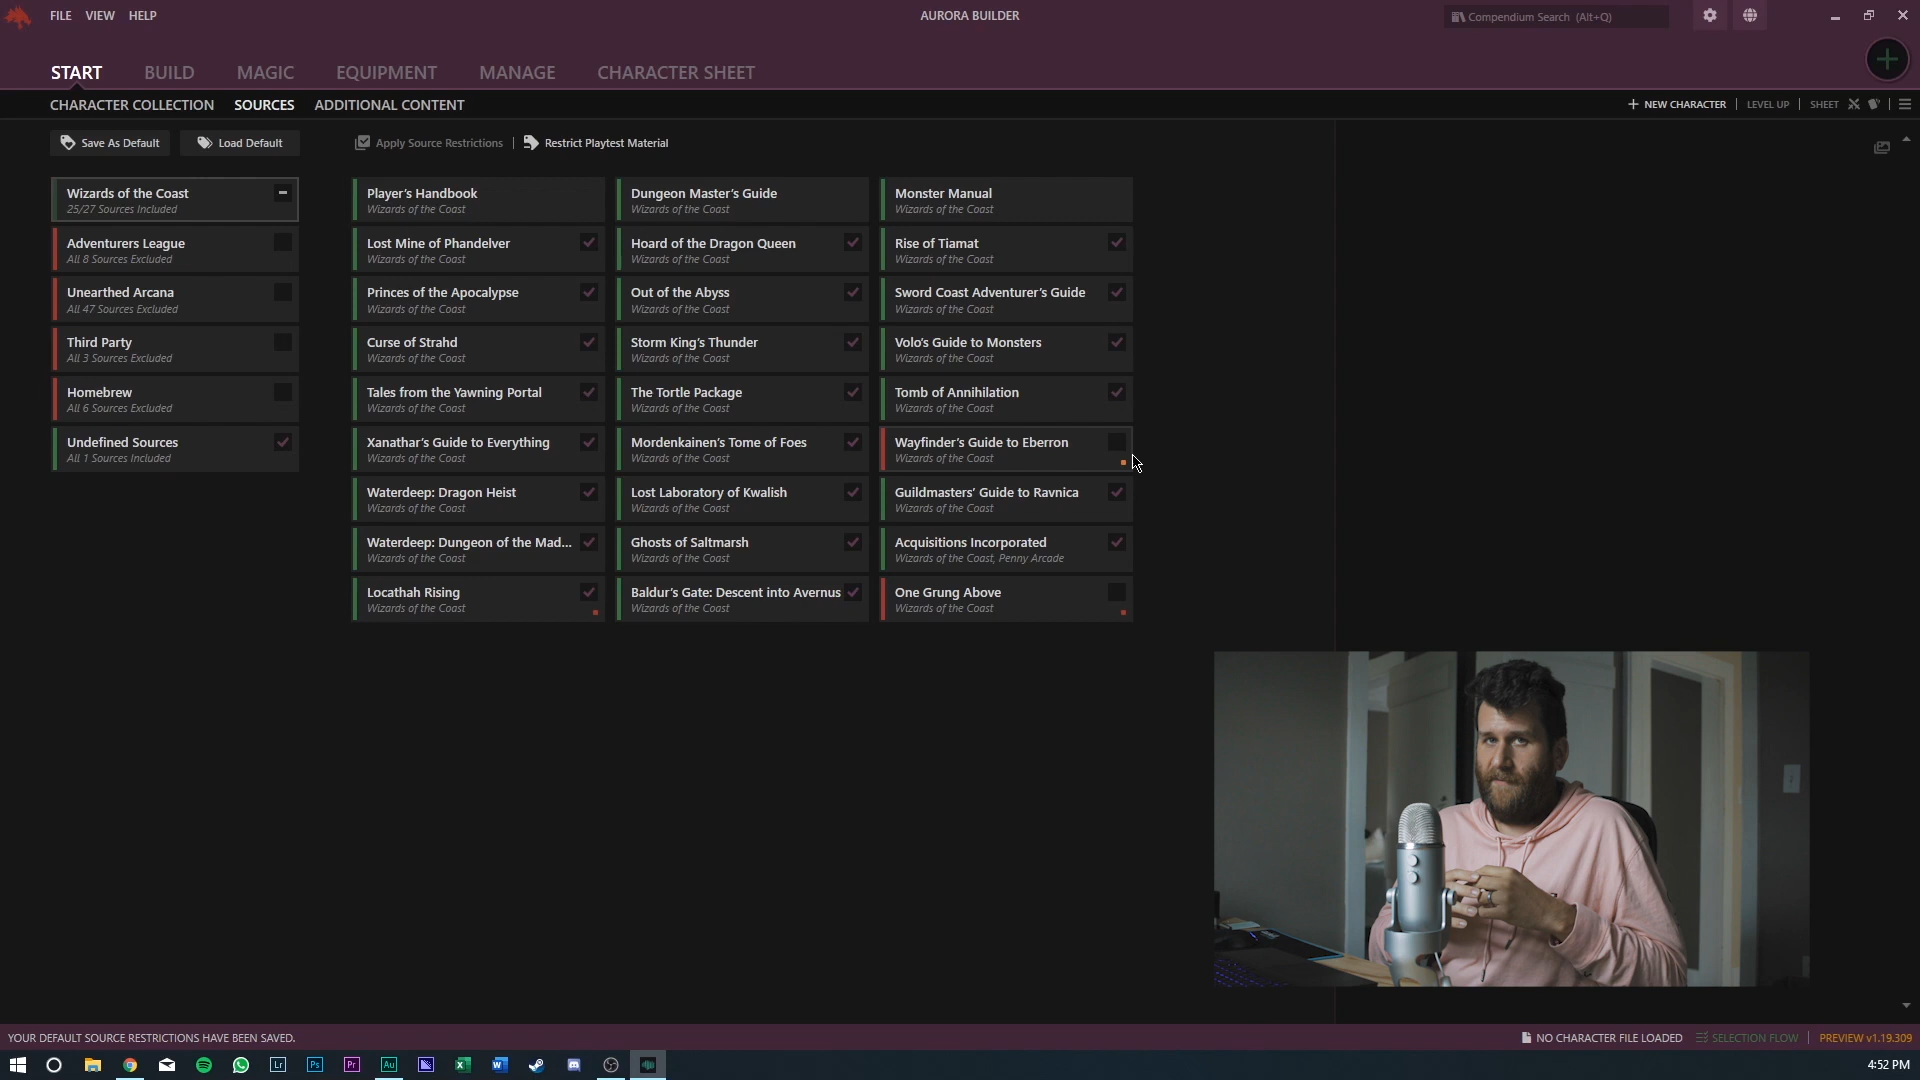 FILE VIEW HELP
AURORA BUILDER
Compendium Search (Alt+Q)
START BUILD MAGIC EQUIPMENT MANAGE CHARACTER SHEET
CHARACTER COLLECTION SOURCES ADDITIONAL CONTENT
NEW CHARACTER LEVEL UP SHEET
Save As Default Load Default
Apply Source Restrictions Restrict Playtest Material
Wizards of the Coast
25/27 Sources Included
Adventurers League
All 8 Sources Excluded
Unearthed Arcana
All 47 Sources Excluded
Third Party
All 3 Sources Excluded
Homebrew
All 6 Sources Excluded
Undefined Sources
All 1 Sources Included
Player's Handbook
Wizards of the Coast
Dungeon Master's Guide
Wizards of the Coast
Monster Manual
Wizards of the Coast
Lost Mine of Phandelver
Wizards of the Coast
Hoard of the Dragon Queen
Wizards of the Coast
Rise of Tiamat
Wizards of the Coast
Princes of the Apocalypse
Wizards of the Coast
Out of the Abyss
Wizards of the Coast
Sword Coast Adventurer's Guide
Wizards of the Coast
Curse of Strahd
Wizards of the Coast
Storm King's Thunder
Wizards of the Coast
Volo's Guide to Monsters
Wizards of the Coast
Tales from the Yawning Portal
Wizards of the Coast
The Tortle Package
Wizards of the Coast
Tomb of Annihilation
Wizards of the Coast
Xanathar's Guide to Everything
Wizards of the Coast
Mordenkainen's Tome of Foes
Wizards of the Coast
Wayfinder's Guide to Eberron
Wizards of the Coast
Waterdeep: Dragon Heist
Wizards of the Coast
Lost Laboratory of Kwalish
Wizards of the Coast
Guildmasters' Guide to Ravnica
Wizards of the Coast
Waterdeep: Dungeon of the Mad...
Wizards of the Coast
Ghosts of Saltmarsh
Wizards of the Coast
Acquisitions Incorporated
Wizards of the Coast, Penny Arcade
Locathah Rising
Wizards of the Coast
Baldur's Gate: Descent into Avernus
Wizards of the Coast
One Grung Above
Wizards of the Coast
YOUR DEFAULT SOURCE RESTRICTIONS HAVE BEEN SAVED.
NO CHARACTER FILE LOADED SELECTION FLOW PREVIEW v1.19.309
Lr Ps Pr Au X W
4:52 PM